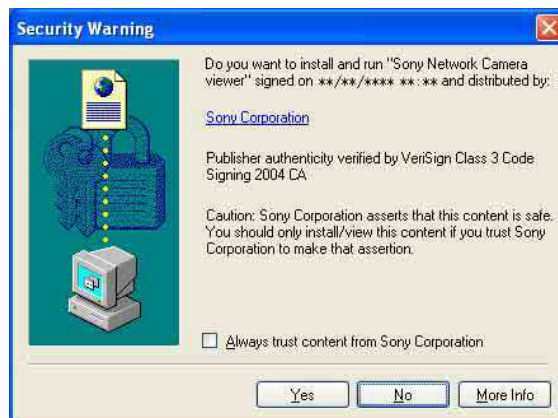 Security Warning
Do you want to install and run "Sony Network Camera
viewer" signed on **/**/**** **:** and distributed by:
Sony Corporation
Publisher authenticity verified by VeriSign Class 3 Code
Signing 2004 CA
Caution: Sony Corporation asserts that this content is safe.
You should only install/view this content if you trust Sony
Corporation to make that assertion.
Always trust content from Sony Corporation
Yes
No
More Info